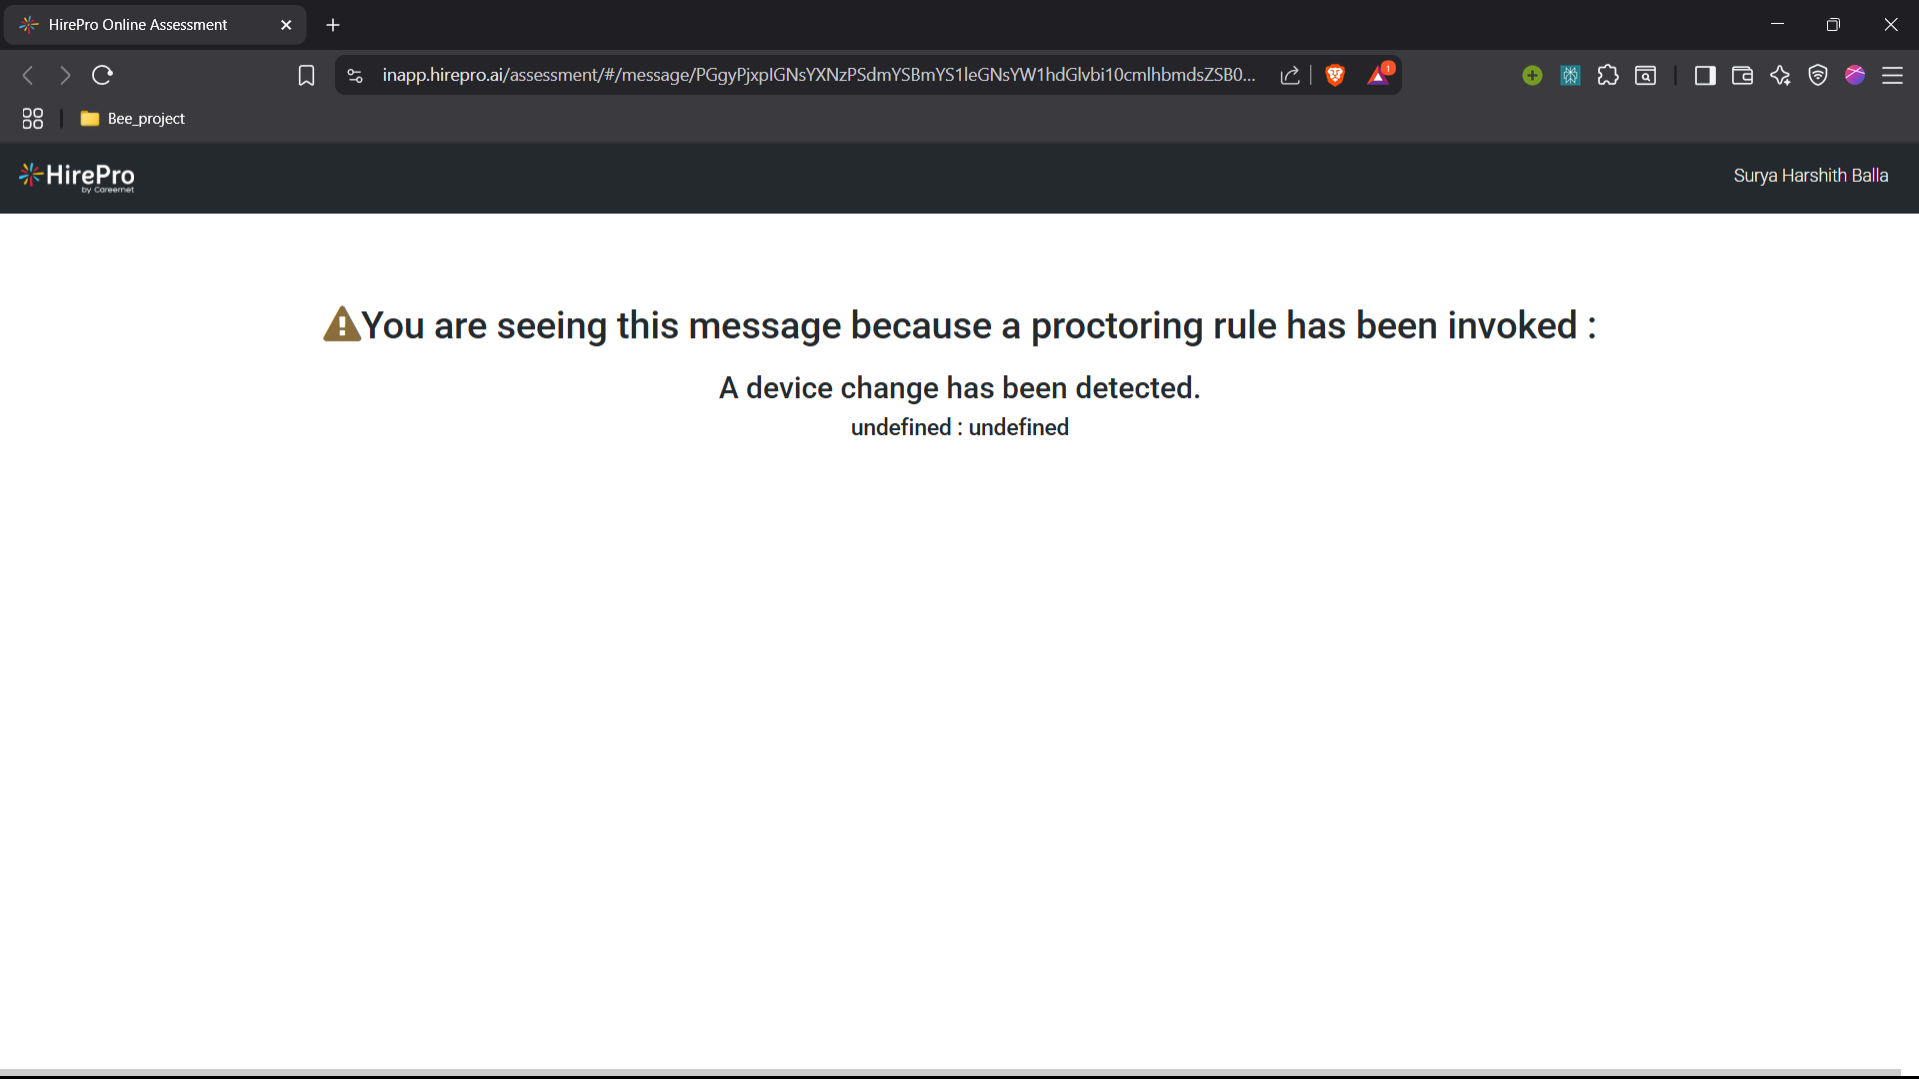 HirePro Online Assessment
inapp.hirepro.ai/assessment/#/message/PGgyPjxpIGNsYXNzPSdmYSBmYS1leGNsYW1hdGlvbi10cmlhbmdsZSB0...
1
Bee_project
HirePro
by Careernet
Surya Harshith Balla
You are seeing this message because a proctoring rule has been invoked :
A device change has been detected.
undefined : undefined